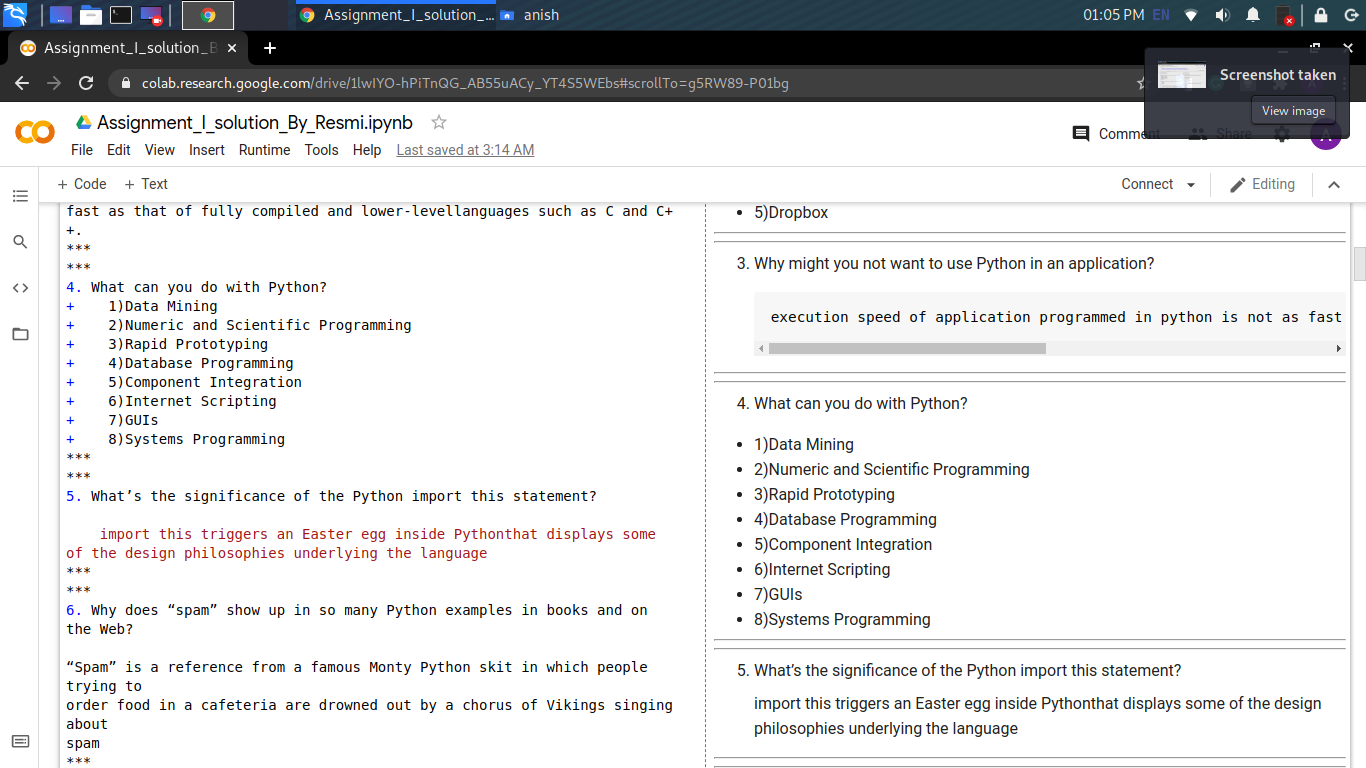 Assignment_I_solution_...
anish
01:05 PM EN
Assignment_I_solution_B
colab.research.google.com/drive/1lwIYO-hPiTnQG_AB55uACy_YT4S5WEbs#scrollTo=g5RW89-P01bg
Screenshot taken
View image
Assignment_I_solution_By_Resmi.ipynb
Comment
Share
A
File Edit View Insert Runtime Tools Help Last saved at 3:14 AM
+ Code + Text
Connect
Editing
fast as that of fully compiled and lower-levellanguages such as C and C+
+.
***
***
4. What can you do with Python?
+ 1)Data Mining
+ 2)Numeric and Scientific Programming
+ 3)Rapid Prototyping
+ 4)Database Programming
+ 5)Component Integration
+ 6)Internet Scripting
+ 7)GUIs
+ 8)Systems Programming
***
***
5. What’s the significance of the Python import this statement?
import this triggers an Easter egg inside Pythonthat displays some
of the design philosophies underlying the language
***
***
6. Why does “spam” show up in so many Python examples in books and on
the Web?
“Spam” is a reference from a famous Monty Python skit in which people
trying to
order food in a cafeteria are drowned out by a chorus of Vikings singing
about
spam
***
• 5)Dropbox
3. Why might you not want to use Python in an application?
execution speed of application programmed in python is not as fast
4. What can you do with Python?
• 1)Data Mining
• 2)Numeric and Scientific Programming
• 3)Rapid Prototyping
• 4)Database Programming
• 5)Component Integration
• 6)Internet Scripting
• 7)GUIs
• 8)Systems Programming
5. What’s the significance of the Python import this statement?
import this triggers an Easter egg inside Pythonthat displays some of the design
philosophies underlying the language